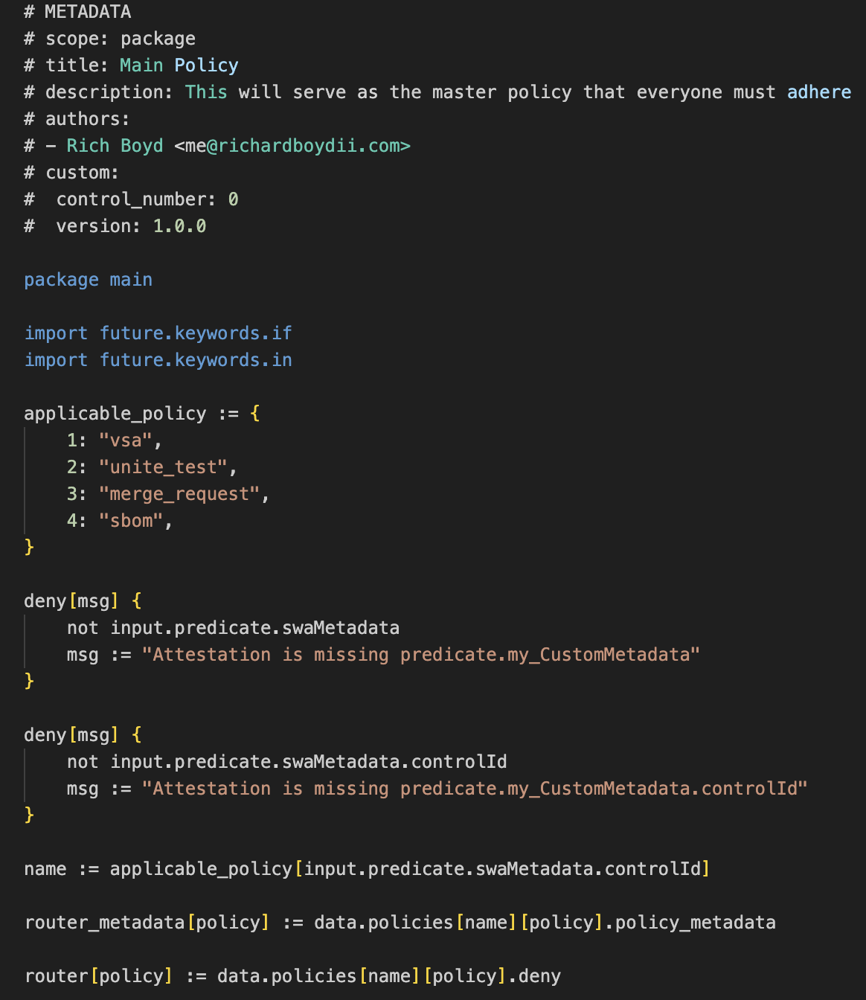 # METADATA
# scope: package
# title: Main Policy
# description: This will serve as the master policy that everyone must adhere
# authors:
# - Rich Boyd <me@richardboydii.com>
# custom:
#  control_number: 0
#  version: 1.0.0

package main

import future.keywords.if
import future.keywords.in

applicable_policy := {
    1: "vsa",
    2: "unite_test",
    3: "merge_request",
    4: "sbom",
}

deny[msg] {
    not input.predicate.swaMetadata
    msg := "Attestation is missing predicate.my_CustomMetadata"
}

deny[msg] {
    not input.predicate.swaMetadata.controlId
    msg := "Attestation is missing predicate.my_CustomMetadata.controlId"
}

name := applicable_policy[input.predicate.swaMetadata.controlId]

router_metadata[policy] := data.policies[name][policy].policy_metadata

router[policy] := data.policies[name][policy].deny